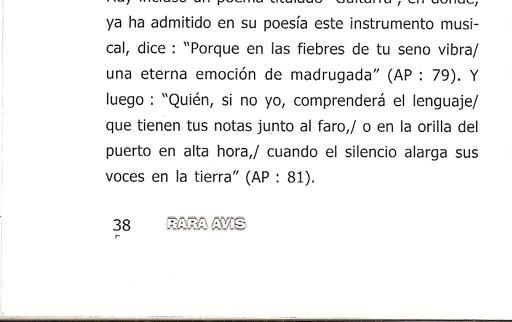 Hay incluso un poema titulado "Guitarra", en donde,
ya ha admitido en su poesía este instrumento musi-
cal, dice : "Porque en las fiebres de tu seno vibra/
una eterna emoción de madrugada" (AP : 79). Y
luego : "Quién, si no yo, comprenderá el lenguaje/
que tienen tus notas junto al faro,/ o en la orilla del
puerto en alta hora,/ cuando el silencio alarga sus
voces en la tierra" (AP : 81).
38 RARA AVIS